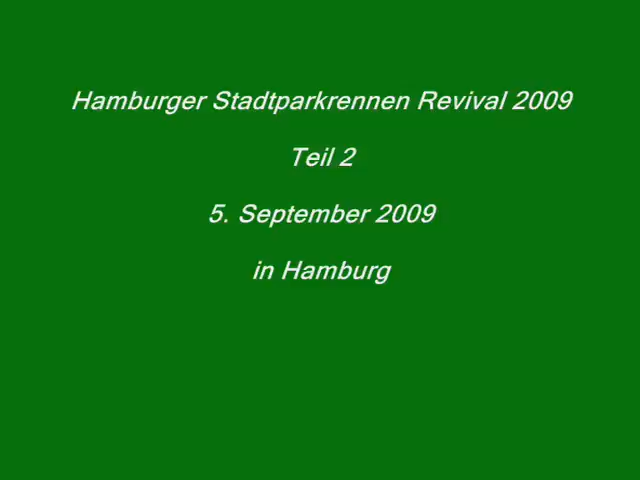 Hamburger Stadtparkrennen Revival 2009
Teil 2
5. September 2009
in Hamburg